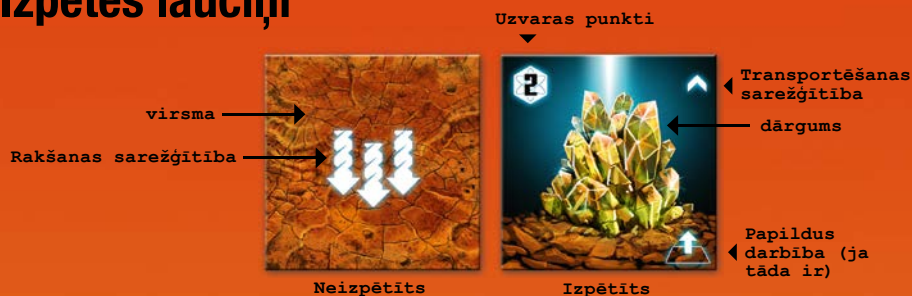 Izpētes lauciņi
Uzvaras punkti
2
Transportēšanas
sarežģītība
virsma
dārgums
Rakšanas sarežģītība
Papildus
darbība (ja
tāda ir)
Neizpētīts
Izpētīts